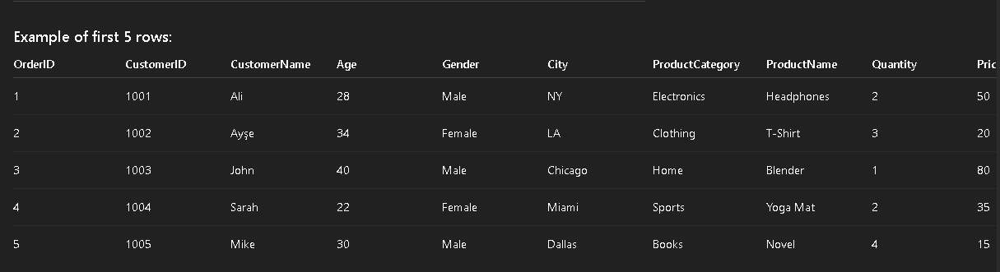 Example of first 5 rows:
OrderID CustomerID CustomerName Age Gender City ProductCategory ProductName Quantity Pric
1 1001 Ali 28 Male NY Electronics Headphones 2 50
2 1002 Ayşe 34 Female LA Clothing T-Shirt 3 20
3 1003 John 40 Male Chicago Home Blender 1 80
4 1004 Sarah 22 Female Miami Sports Yoga Mat 2 35
5 1005 Mike 30 Male Dallas Books Novel 4 15